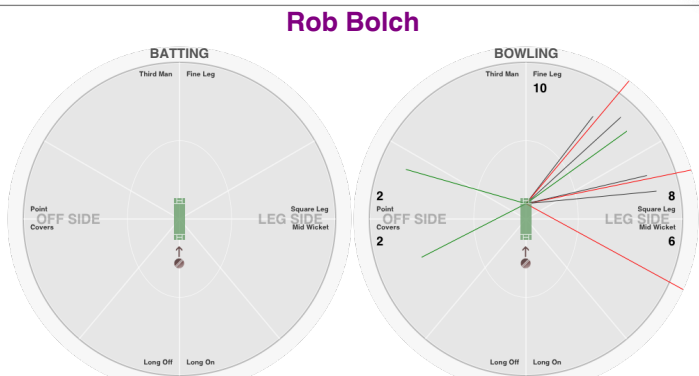 Rob Bolch
BATTING
Third Man Fine Leg
Point
OFF SIDE
Covers
Square Leg
LEG SIDE
Mid Wicket
Long Off Long On
BOWLING
Third Man Fine Leg
10
2
Point
OFF SIDE
Covers
2
8
Square Leg
LEG SIDE
Mid Wicket
6
Long Off Long On